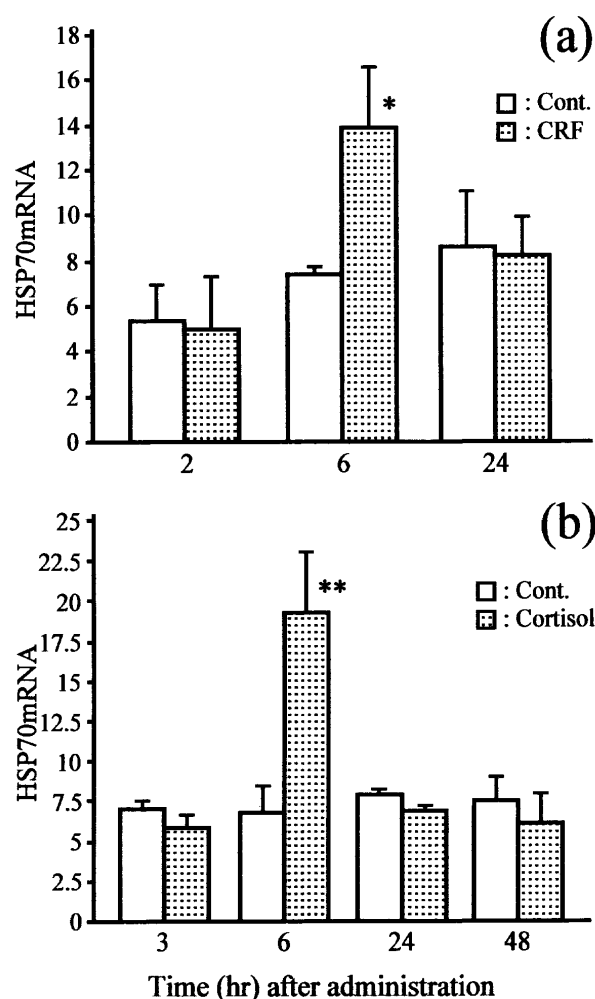 (a)
18
16
14
12
10
8
6
4
2
0
HSP70mRNA
*
: Cont.
: CRF
2 6 24
(b)
25
22.5
20
17.5
15
12.5
10
7.5
5
2.5
0
HSP70mRNA
**
: Cont.
: Cortisol
3 6 24 48
Time (hr) after administration